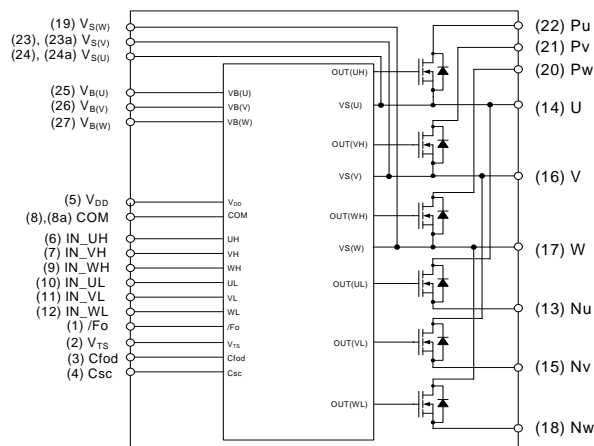 (19) VS(W)
(23), (23a) VS(V)
(24), (24a) VS(U)
(25) VB(U)
(26) VB(V)
(27) VB(W)
(5) VDD
(8),(8a) COM
(6) IN_UH
(7) IN_VH
(9) IN_WH
(10) IN_UL
(11) IN_VL
(12) IN_WL
(1) /Fo
(2) VTS
(3) Cfod
(4) Csc
VB(U)
VB(V)
VB(W)
VDD
COM
UH
VH
WH
UL
VL
WL
/Fo
VTS
Cfod
Csc
OUT(UH)
VS(U)
OUT(VH)
VS(V)
OUT(WH)
VS(W)
OUT(UL)
OUT(VL)
OUT(WL)
(22) Pu
(21) Pv
(20) Pw
(14) U
(16) V
(17) W
(13) Nu
(15) Nv
(18) Nw